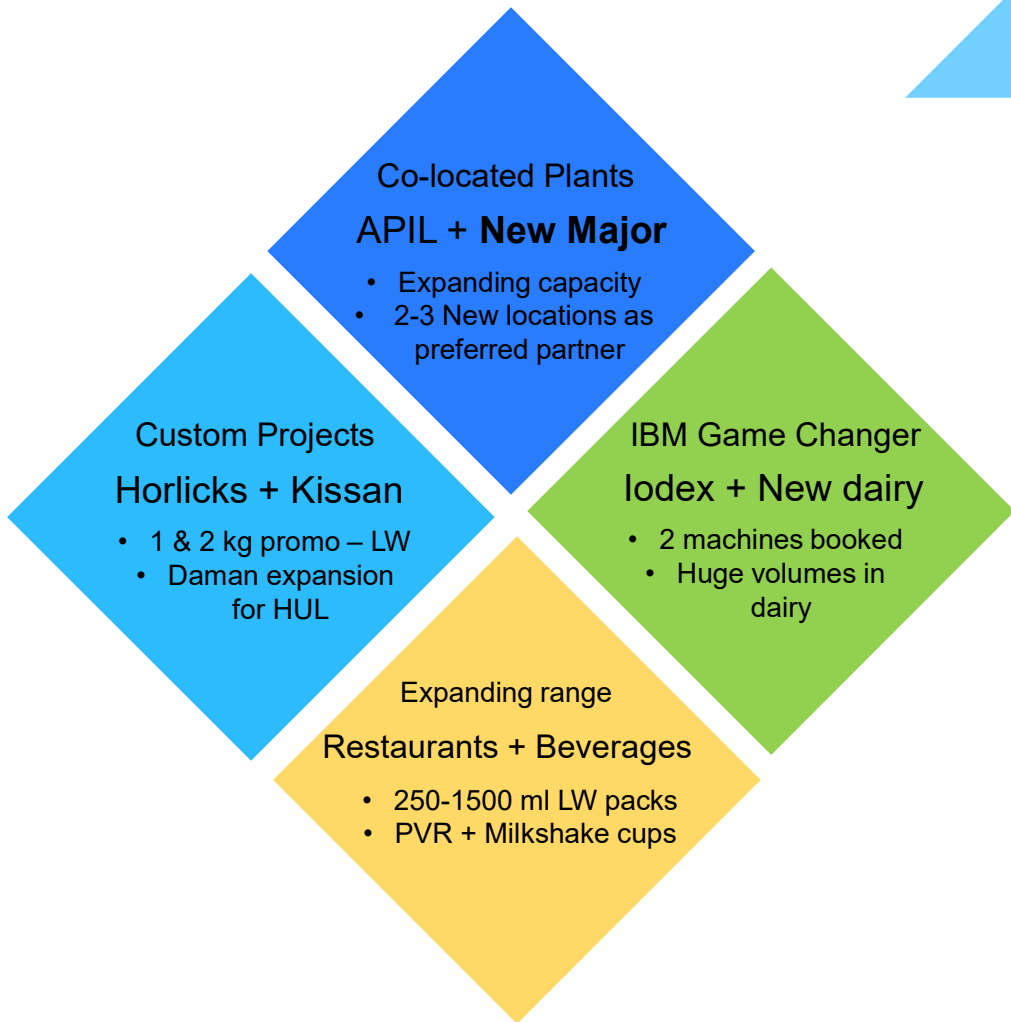 Co-located Plants
APIL + New Major
• Expanding capacity
• 2-3 New locations as
preferred partner
Custom Projects
Horlicks + Kissan
• 1 & 2 kg promo – LW
• Daman expansion
for HUL
IBM Game Changer
Iodex + New dairy
• 2 machines booked
• Huge volumes in
dairy
Expanding range
Restaurants + Beverages
• 250-1500 ml LW packs
• PVR + Milkshake cups